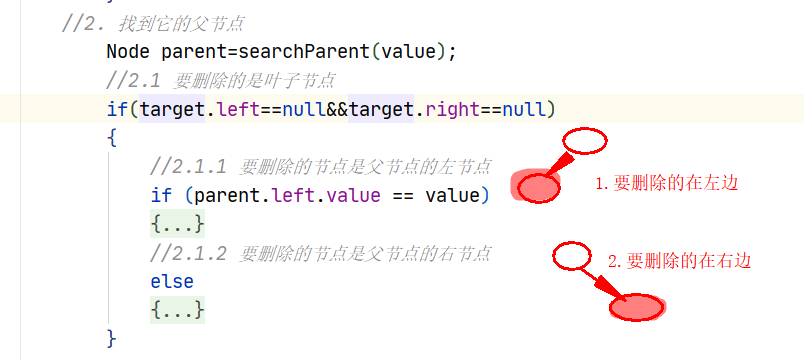 //2. 找到它的父节点
Node parent=searchParent(value);
//2.1 要删除的是叶子节点
if(target.left==null&&target.right==null)
{
//2.1.1 要删除的节点是父节点的左节点
if (parent.left.value == value)
{...}
1.要删除的在左边
//2.1.2 要删除的节点是父节点的右节点
else
{...}
2.要删除的在右边
}